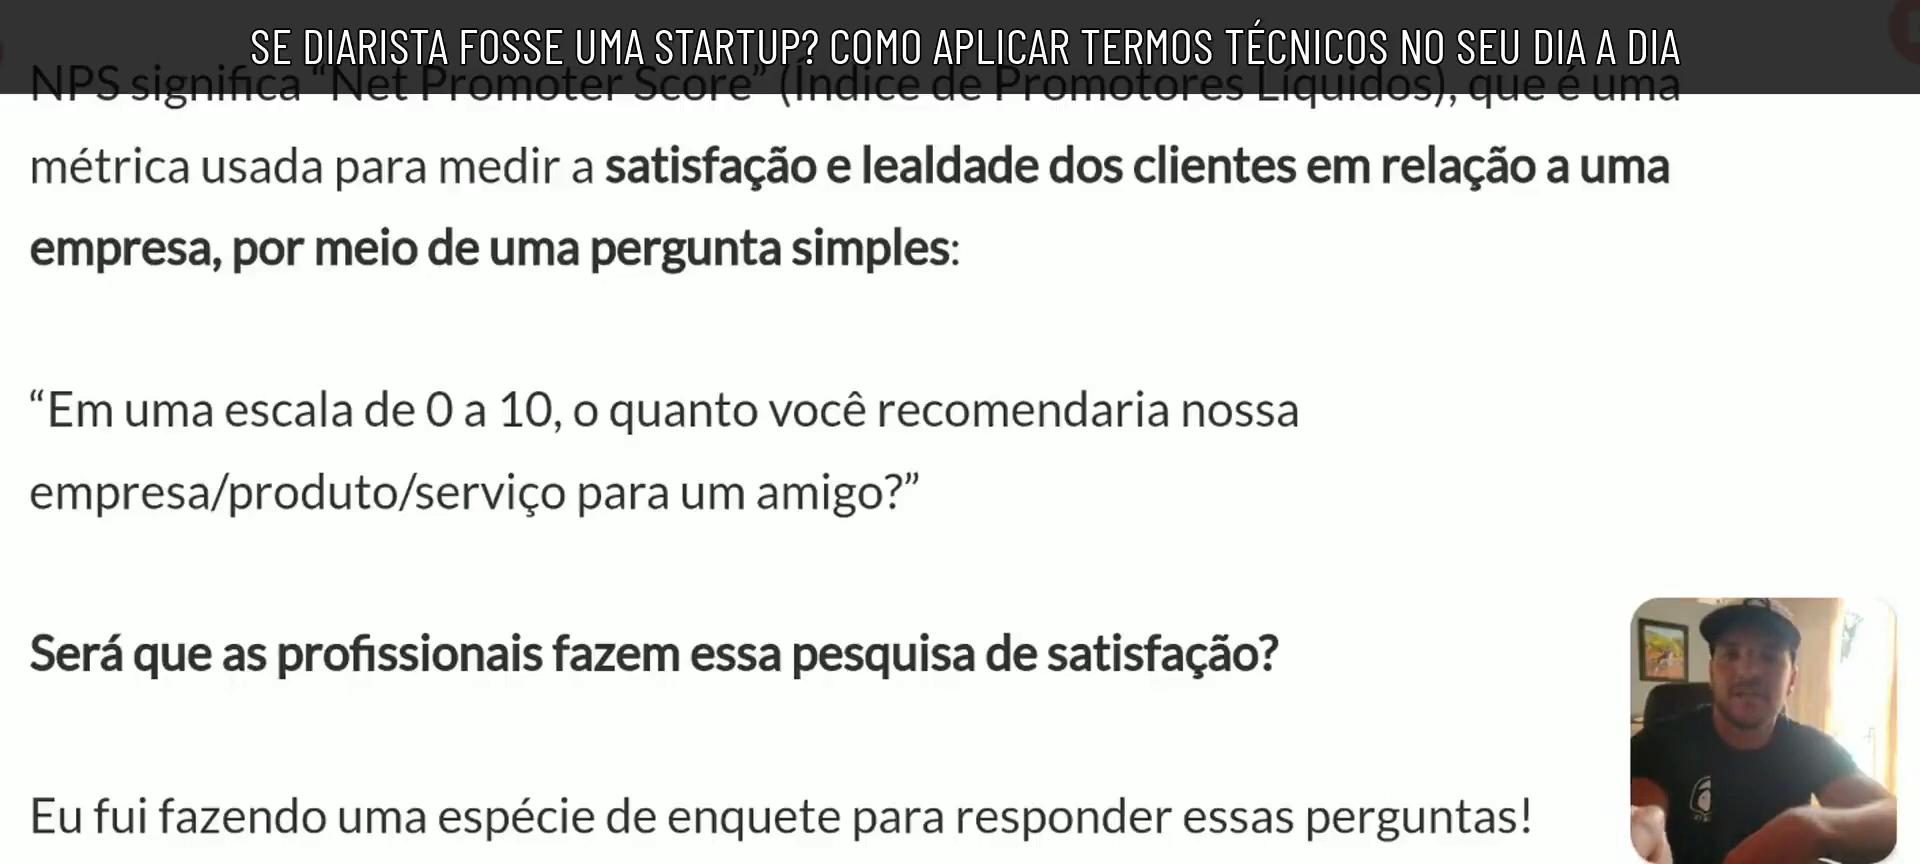 SE DIARISTA FOSSE UMA STARTUP? COMO APLICAR TERMOS TÉCNICOS NO SEU DIA A DIA
NPS significa “Net Promoter Score” (Índice de Promotores Líquidos), que é uma
métrica usada para medir a satisfação e lealdade dos clientes em relação a uma
empresa, por meio de uma pergunta simples:
“Em uma escala de 0 a 10, o quanto você recomendaria nossa
empresa/produto/serviço para um amigo?”
Será que as profissionais fazem essa pesquisa de satisfação?
Eu fui fazendo uma espécie de enquete para responder essas perguntas!